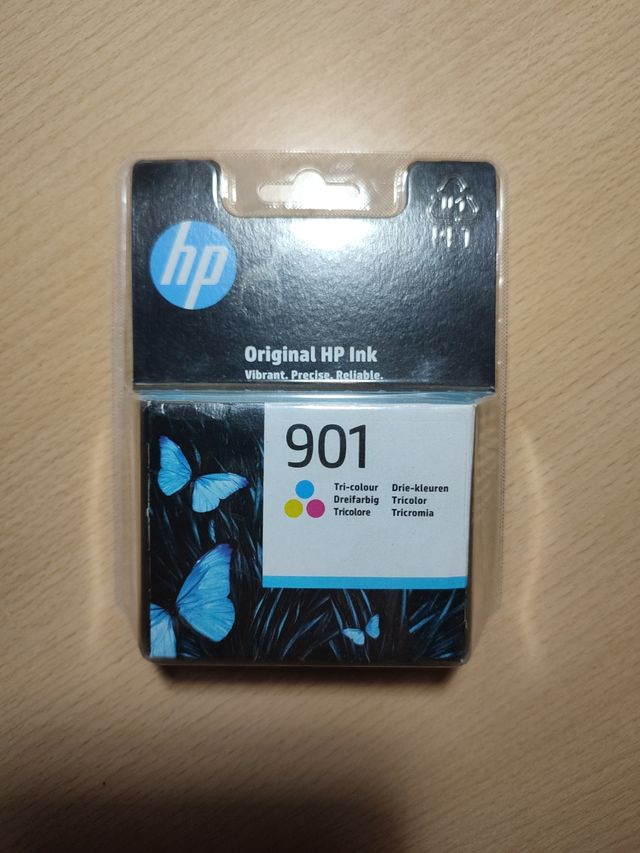 hp
Original HP Ink
Vibrant. Precise. Reliable.
901
Tri-colour Drie-kleuren
Dreifarbig Tricolor
Tricolore Tricromia